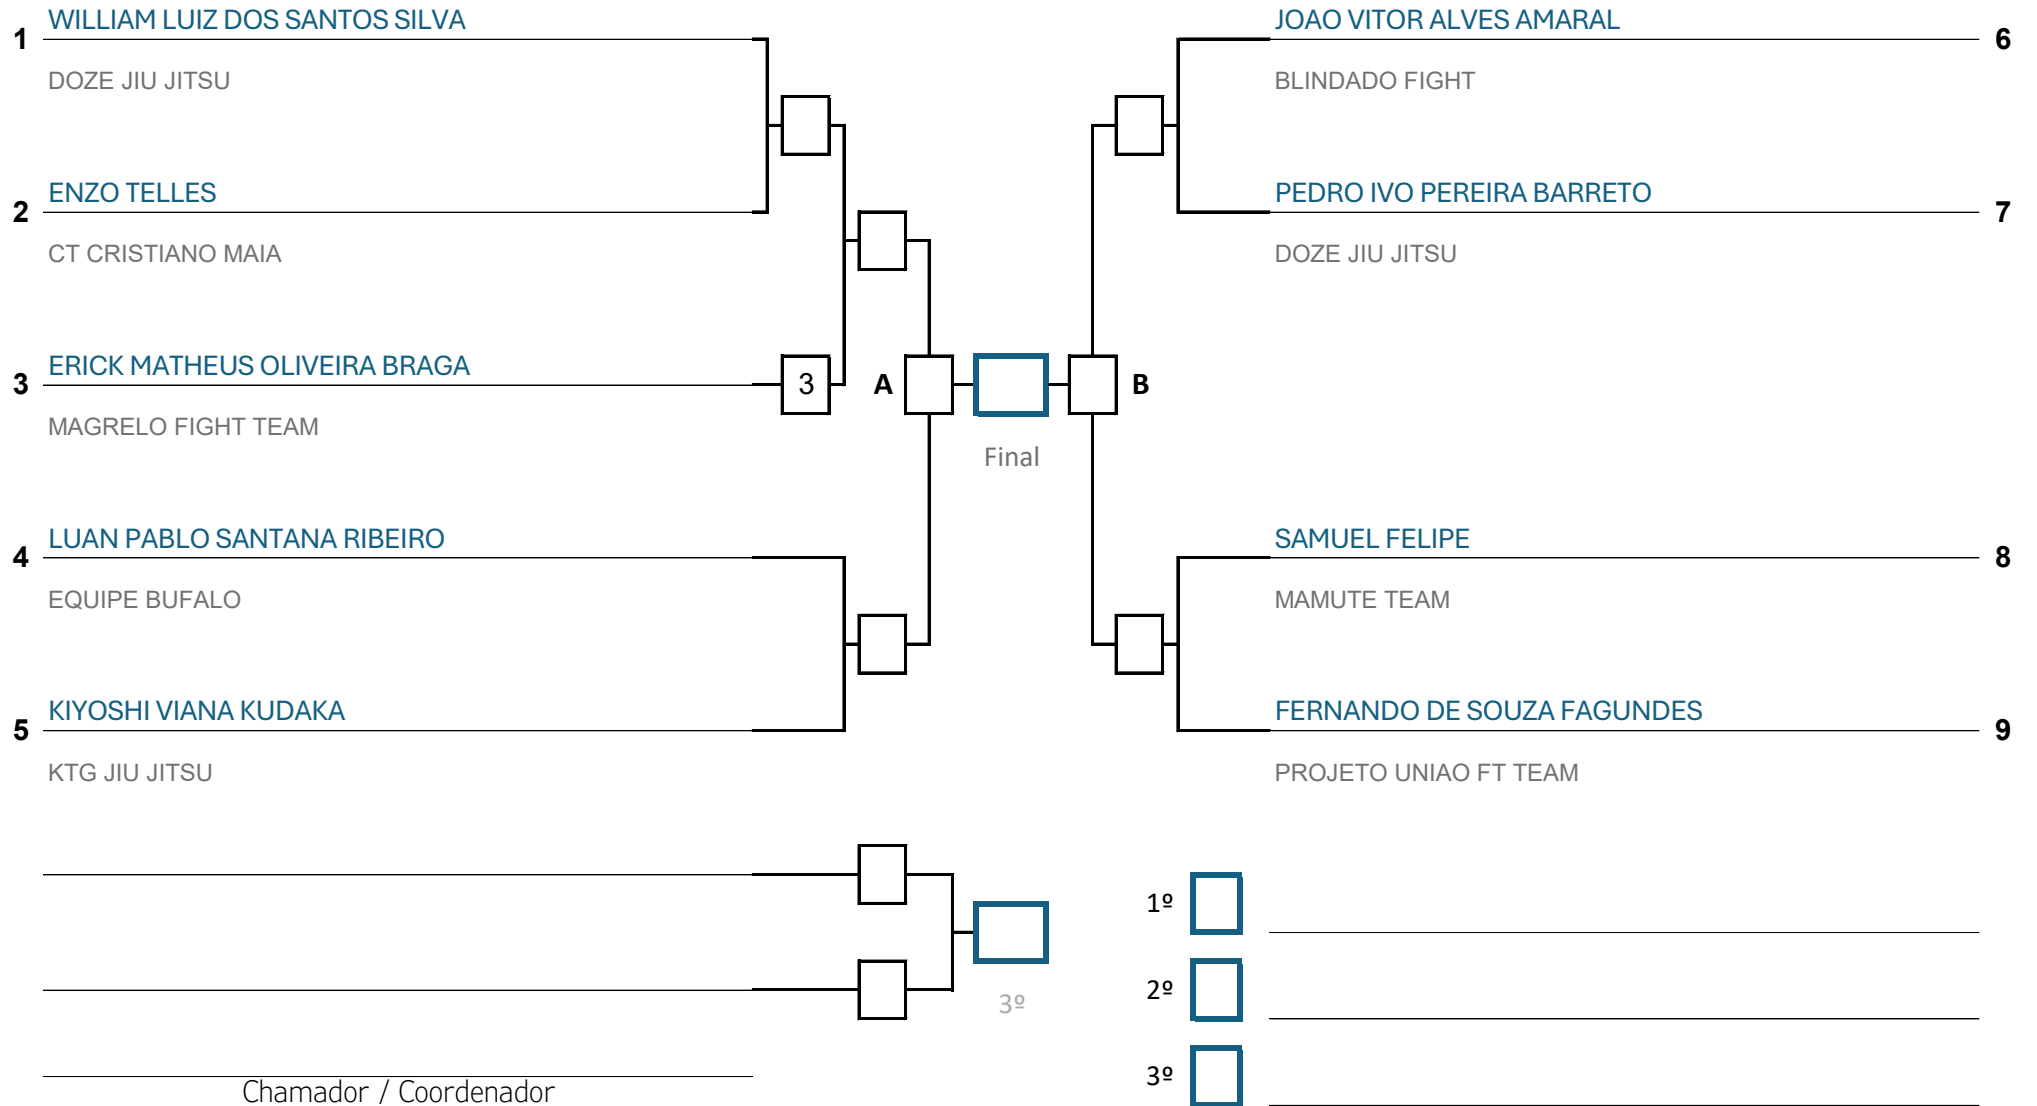 1 WILLIAM LUIZ DOS SANTOS SILVA
DOZE JIU JITSU
2 ENZO TELLES
CT CRISTIANO MAIA
3 ERICK MATHEUS OLIVEIRA BRAGA
3
MAGRELO FIGHT TEAM
4 LUAN PABLO SANTANA RIBEIRO
EQUIPE BUFALO
5 KIYOSHI VIANA KUDAKA
KTG JIU JITSU
A
B
Final
JOAO VITOR ALVES AMARAL 6
BLINDADO FIGHT
PEDRO IVO PEREIRA BARRETO 7
DOZE JIU JITSU
SAMUEL FELIPE 8
MAMUTE TEAM
FERNANDO DE SOUZA FAGUNDES 9
PROJETO UNIAO FT TEAM
3º
1º
2º
3º
Chamador / Coordenador